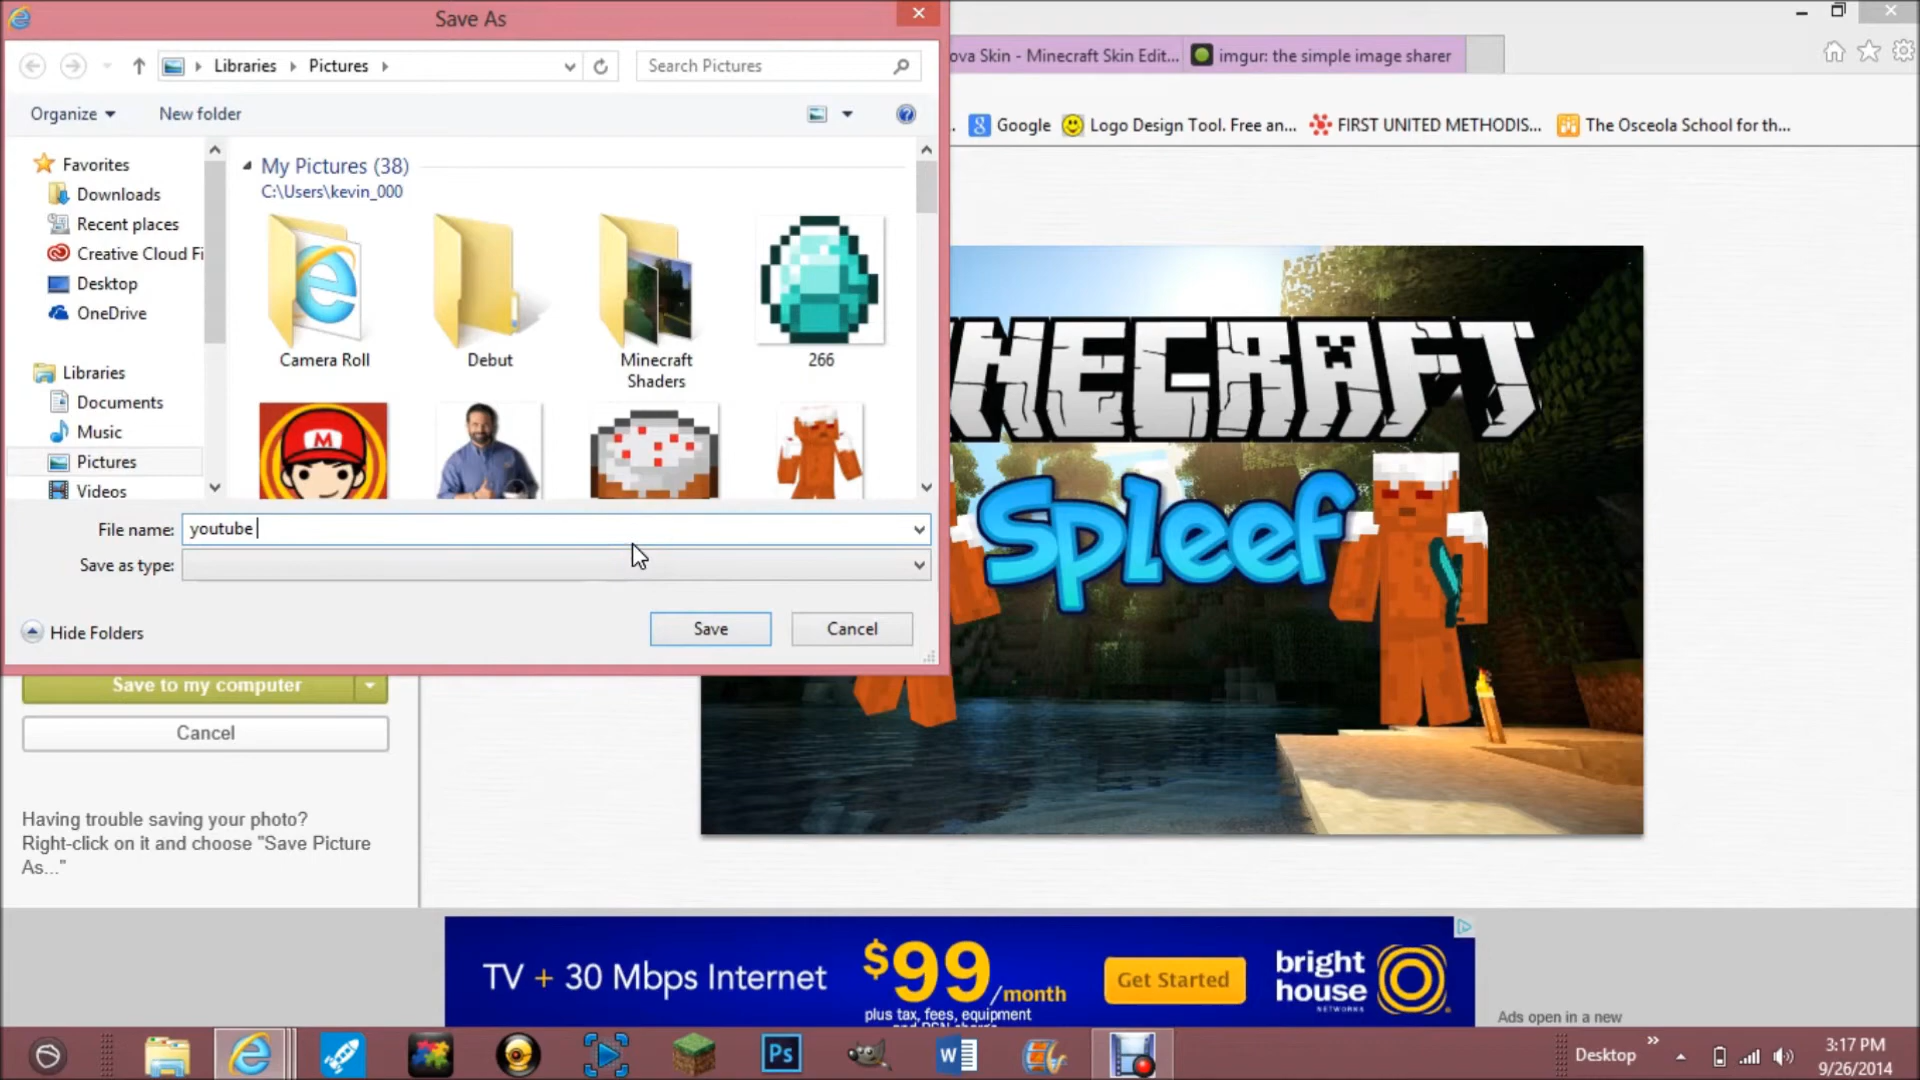 Save As
Libraries
Pictures
Search Pictures
Organize
New folder
Favorites
Downloads
Recent places
Creative Cloud Fi
Desktop
OneDrive
Libraries
Documents
Music
Pictures
Videos
My Pictures (38)
C:\Users\kevin_000
Camera Roll
Debut
Minecraft
Shaders
266
M
File name:
youtube
Save as type:
Hide Folders
Save
Cancel
ova Skin - Minecraft Skin Edit...
imgur: the simple image sharer
Google
Logo Design Tool. Free an...
FIRST UNITED METHODIS...
The Osceola School for th...
NECRAFT
Spleef
Save to my computer
Cancel
Having trouble saving your photo?
Right-click on it and choose "Save Picture
As..."
TV + 30 Mbps Internet
$99/month
plus tax, fees, equipment
Get Started
bright
house
NETWORKS
Ads open in a new
Ps
W
Desktop
3:17 PM
9/26/2014